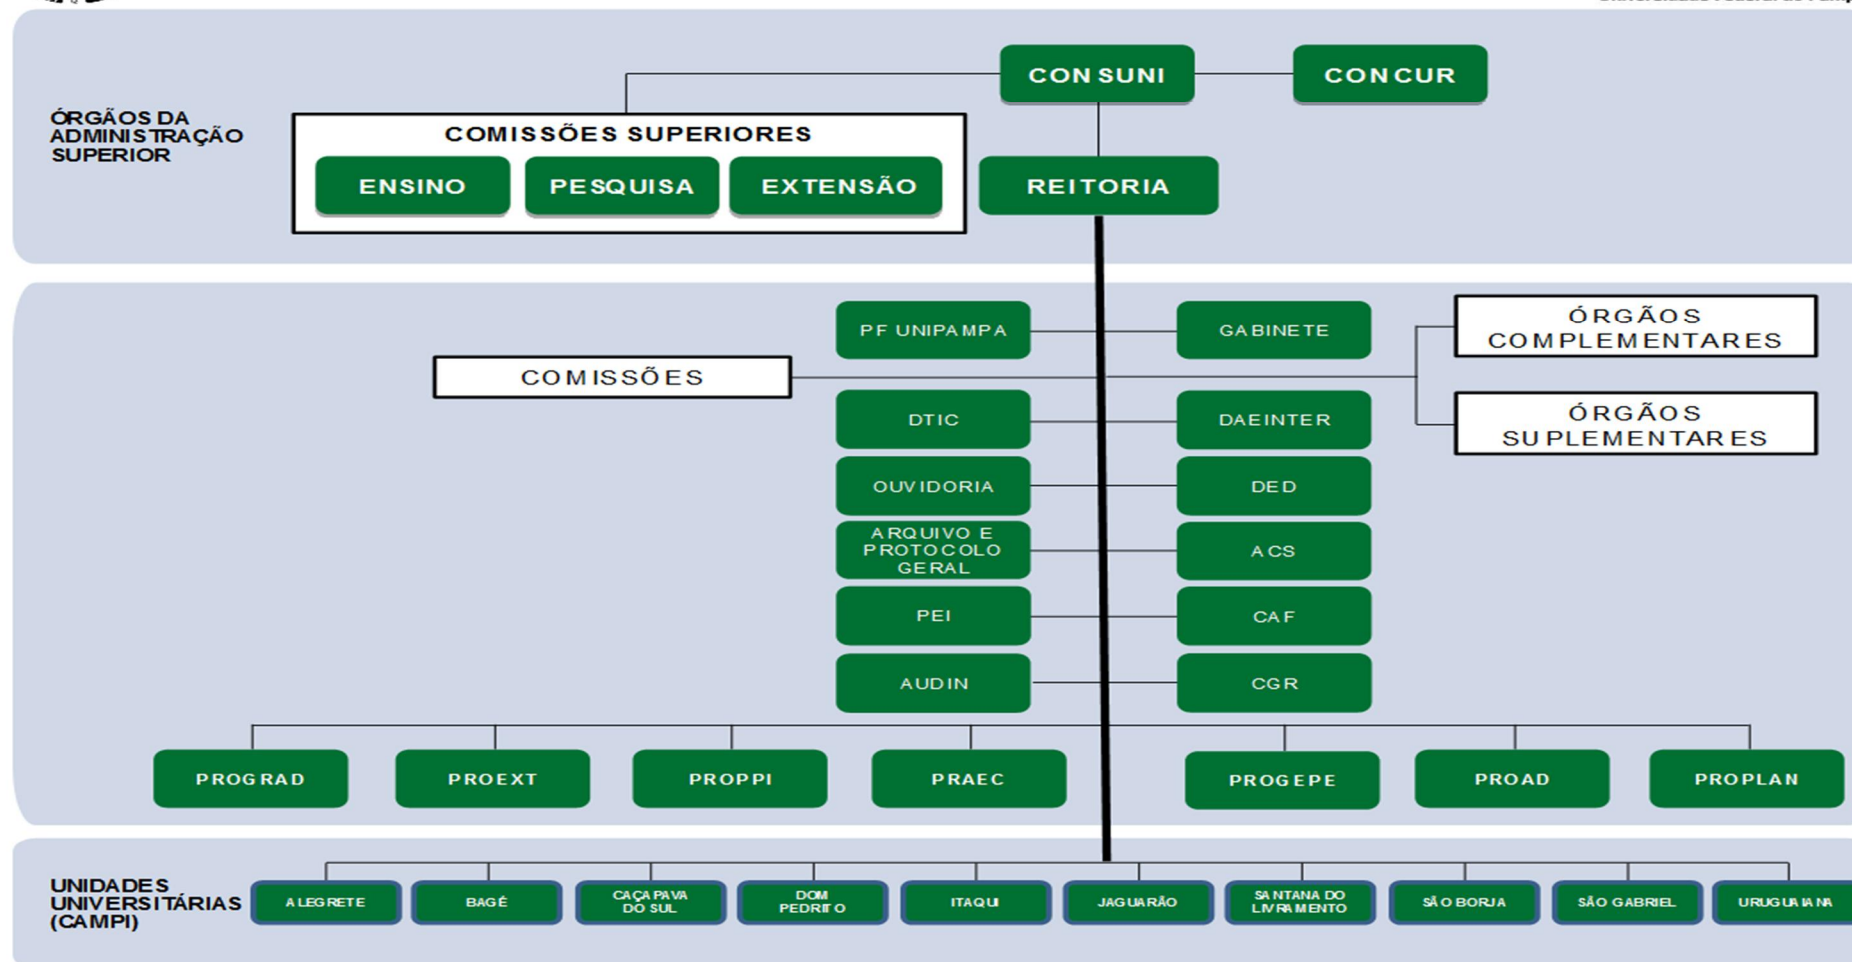 CONSUNI
CONCUR
ÓRGÃOS DA
ADMINISTRAÇÃO
SUPERIOR
COMISSÕES SUPERIORES
ENSINO
PESQUISA
EXTENSÃO
REITORIA
PF UNIPAMPA
GABINETE
ÓRGÃOS
COMPLEMENTARES
COMISSÕES
DTIC
DAEINTER
ÓRGÃOS
SUPLEMENTARES
OUVIDORIA
DED
ARQUIVO E
PROTOCOLO
GERAL
ACS
PEI
CAF
AUDIN
CGR
PROGRAD
PROEXT
PROPPI
PRAEC
PROGEPE
PROAD
PROPLAN
UNIDADES
UNIVERSITÁRIAS
(CAMPI)
ALEGRETE
BAGÉ
CAÇAPAVA
DO SUL
DOM
PEDRITO
ITAQUI
JAGUARÃO
SANTANA DO
LIVRAMENTO
SÃO BORJA
SÃO GABRIEL
URUGUAIANA